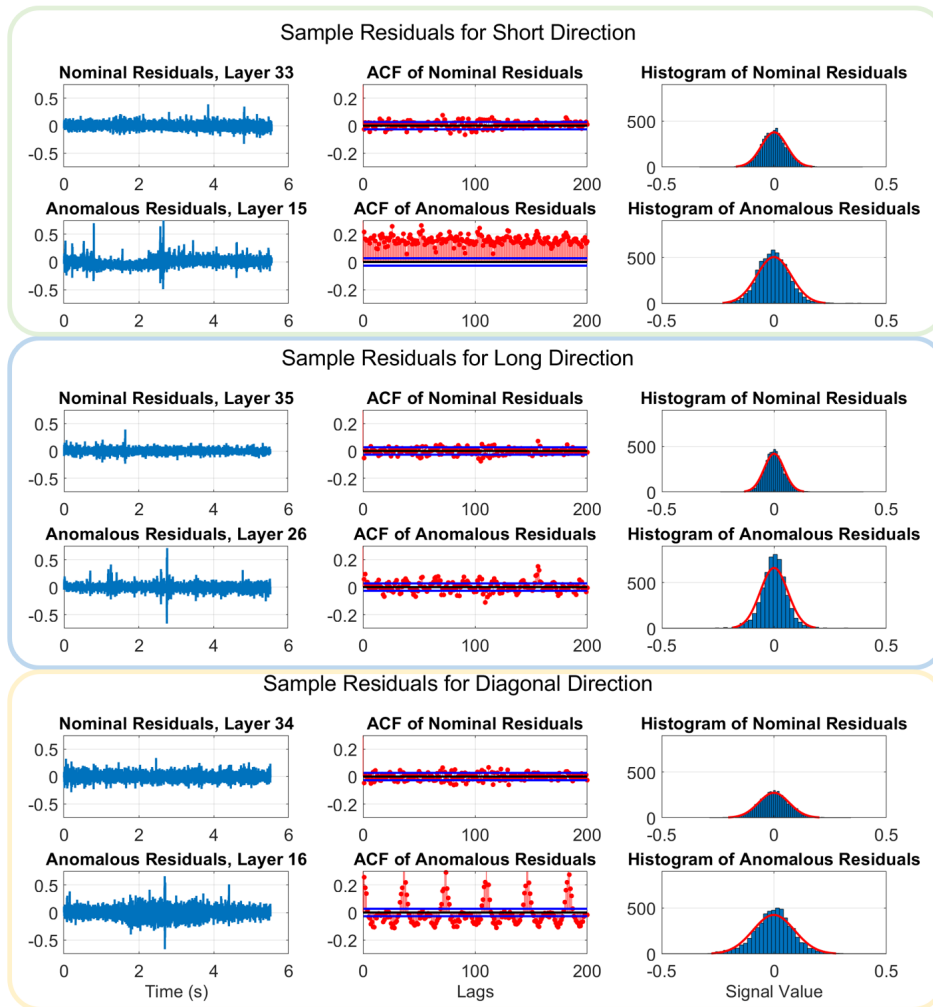 Sample Residuals for Short Direction
Nominal Residuals, Layer 33
ACF of Nominal Residuals
Histogram of Nominal Residuals
0.5
0
-0.5
0 2 4 6
0.2
0
-0.2
0 100 200
500
0
-0.5 0 0.5
Anomalous Residuals, Layer 15
ACF of Anomalous Residuals
Histogram of Anomalous Residuals
0.5
0
-0.5
0 2 4 6
0.2
0
-0.2
0 100 200
500
0
-0.5 0 0.5
Sample Residuals for Long Direction
Nominal Residuals, Layer 35
ACF of Nominal Residuals
Histogram of Nominal Residuals
0.5
0
-0.5
0 2 4 6
0.2
0
-0.2
0 100 200
500
0
-0.5 0 0.5
Anomalous Residuals, Layer 26
ACF of Anomalous Residuals
Histogram of Anomalous Residuals
0.5
0
-0.5
0 2 4 6
0.2
0
-0.2
0 100 200
500
0
-0.5 0 0.5
Sample Residuals for Diagonal Direction
Nominal Residuals, Layer 34
ACF of Nominal Residuals
Histogram of Nominal Residuals
0.5
0
-0.5
0 2 4 6
0.2
0
-0.2
0 100 200
500
0
-0.5 0 0.5
Anomalous Residuals, Layer 16
ACF of Anomalous Residuals
Histogram of Anomalous Residuals
0.5
0
-0.5
0 2 4 6
Time (s)
0.2
0
-0.2
0 100 200
Lags
500
0
-0.5 0 0.5
Signal Value